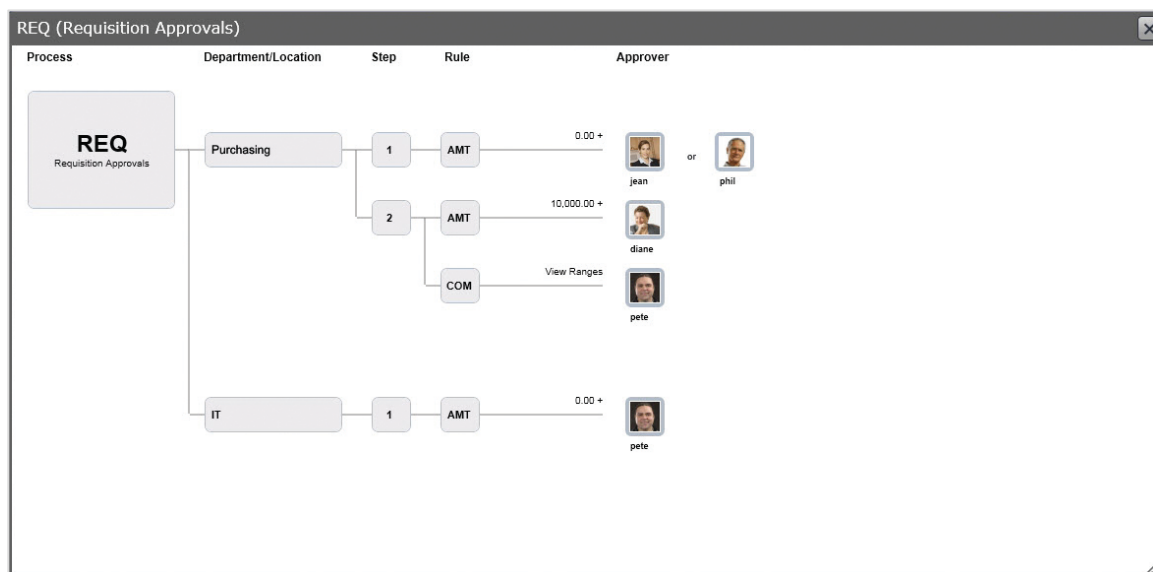 REQ (Requisition Approvals)
Process Department/Location Step Rule Approver
REQ
Requisition Approvals
Purchasing 1 AMT 0.00 + or
jean phil
2 AMT 10,000.00 +
diane
COM View Ranges
pete
IT 1 AMT 0.00 +
pete